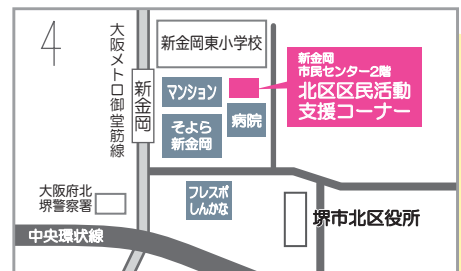 4
大阪メトロ御堂筋線
新金岡東小学校
新金岡
市民センター2階
北区区民活動
支援コーナー
新金岡
マンション
そよら
新金岡
病院
大阪府北
堺警察署
フレスポ
しんかな
堺市北区役所
中央環状線